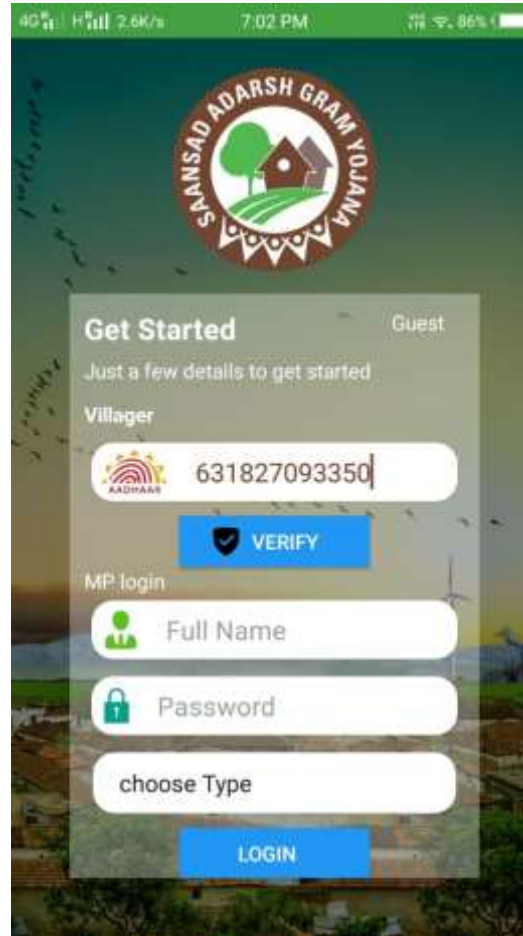 4G H 2.6K/s 7:02 PM 86%
SAANSAD ADARSH GRAM YOJANA
Get Started Guest
Just a few details to get started
Villager
AADHAAR 631827093350
VERIFY
MP login
Full Name
Password
choose Type
LOGIN